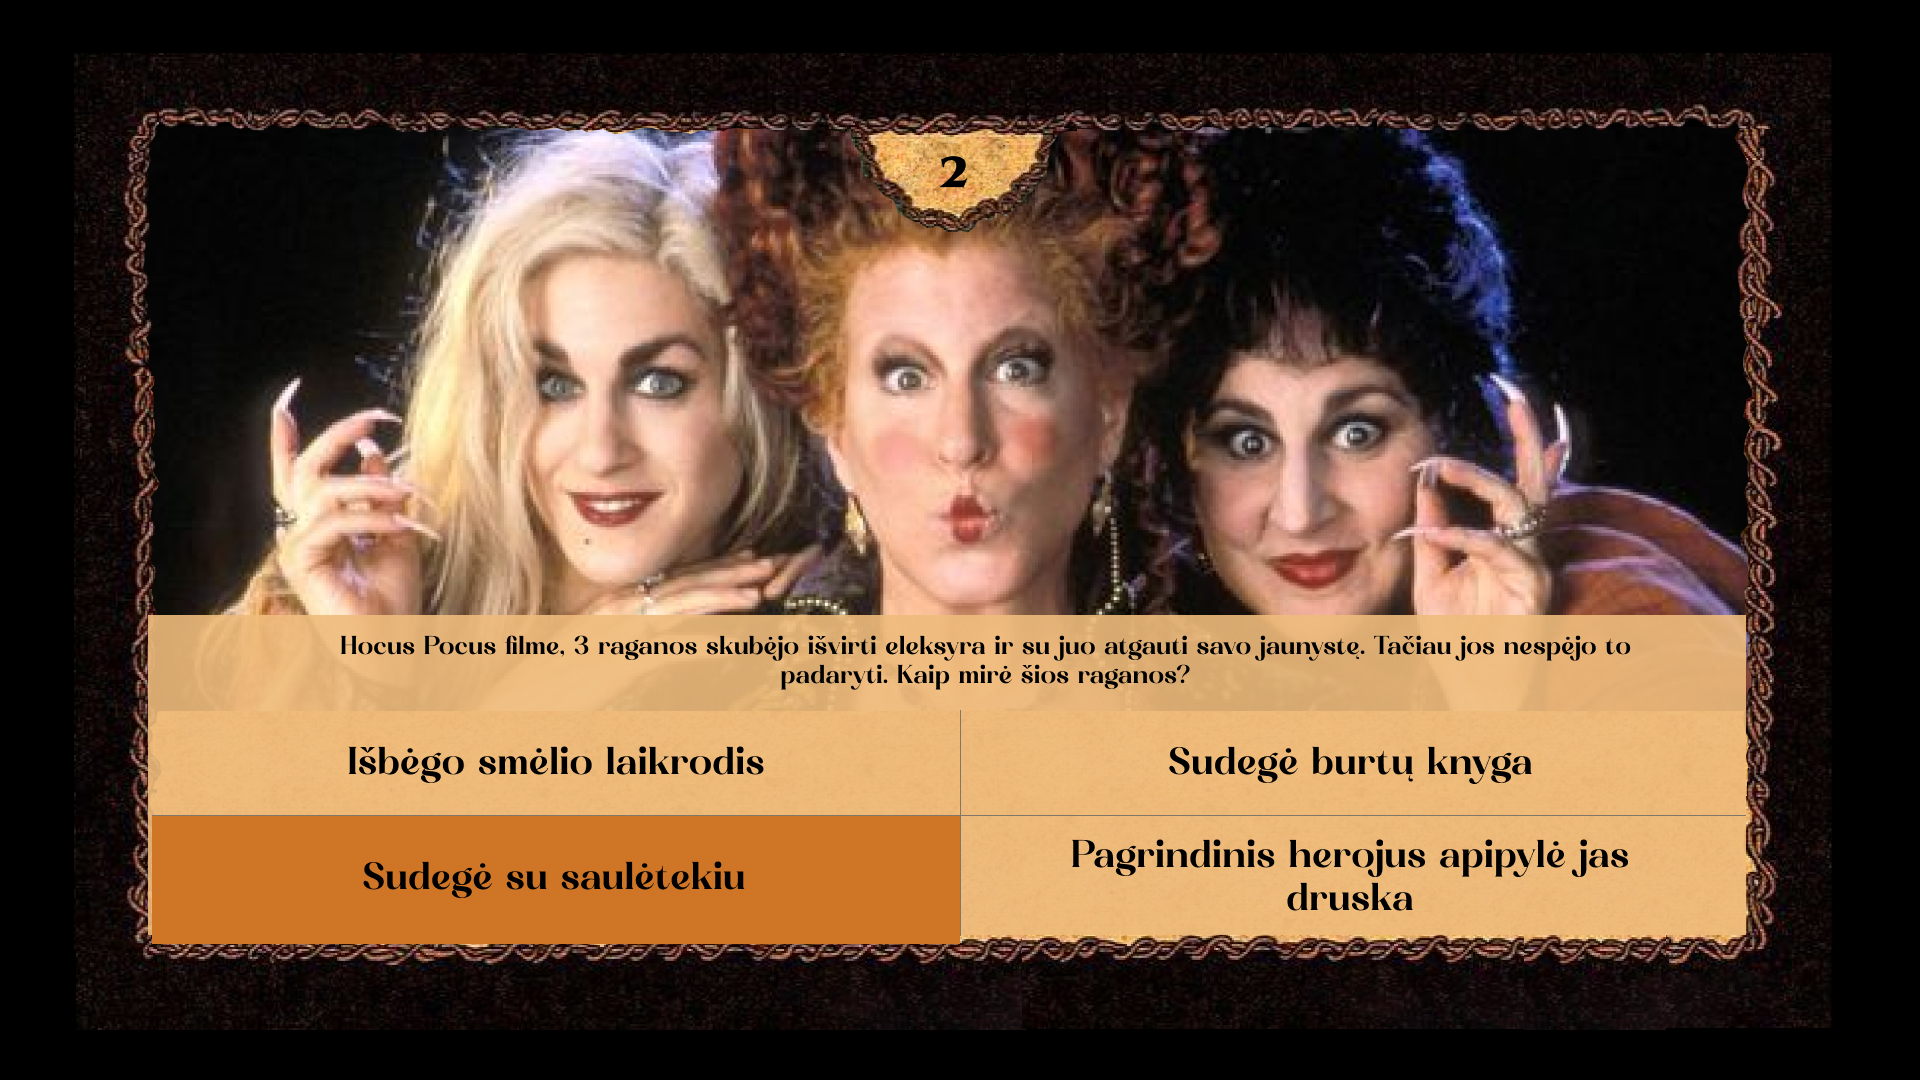 2
Hocus Pocus filme, 3 raganos skubėjo išvirti eleksyra ir su juo atgauti savo jaunystę. Tačiau jos nespėjo to
padaryti. Kaip mirė šios raganos?
Išbėgo smėlio laikrodis
Sudegė burtų knyga
Sudegė su saulėtekiu
Pagrindinis herojus apipylė jas
druska